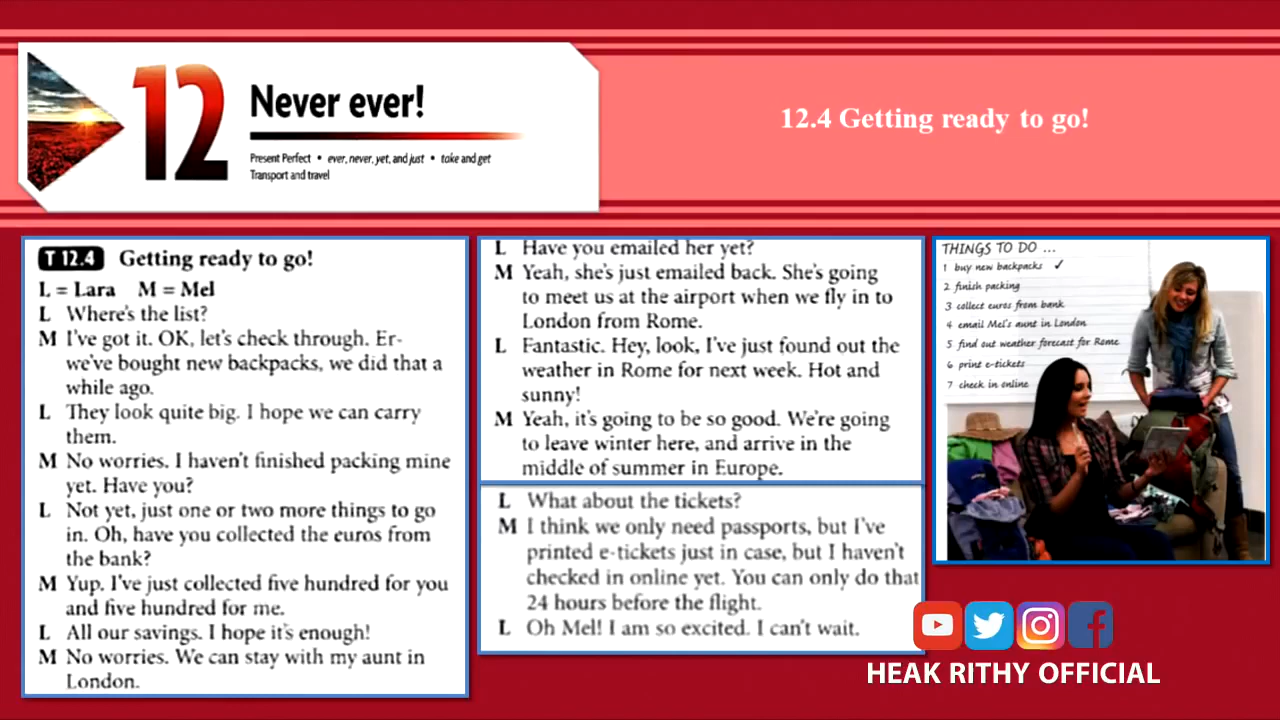 12 Never ever!
Present Perfect • ever, never, yet, and just • take and get
Transport and travel
12.4 Getting ready to go!
T 12.4 Getting ready to go!
L = Lara M = Mel
L Where's the list?
M I've got it. OK, let's check through. Er-
we've bought new backpacks, we did that a
while ago.
L They look quite big. I hope we can carry
them.
M No worries. I haven't finished packing mine
yet. Have you?
L Not yet, just one or two more things to go
in. Oh, have you collected the euros from
the bank?
M Yup. I've just collected five hundred for you
and five hundred for me.
L All our savings. I hope it's enough!
M No worries. We can stay with my aunt in
London.
L Have you emailed her yet?
M Yeah, she's just emailed back. She's going
to meet us at the airport when we fly in to
London from Rome.
L Fantastic. Hey, look, I've just found out the
weather in Rome for next week. Hot and
sunny!
M Yeah, it's going to be so good. We're going
to leave winter here, and arrive in the
middle of summer in Europe.
L What about the tickets?
M I think we only need passports, but I've
printed e-tickets just in case, but I haven't
checked in online yet. You can only do that
24 hours before the flight.
L Oh Mel! I am so excited. I can't wait.
THINGS TO DO ...
1 buy new backpacks ✓
2 finish packing
3 collect euros from bank
4 email Mel's aunt in London
5 find out weather forecast for Rome
6 print e-tickets
7 check in online
HEAK RITHY OFFICIAL